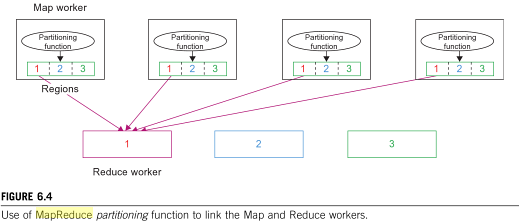 Map worker
Partitioning
function
Partitioning
function
Partitioning
function
Partitioning
function
1 2 3
1 2 3
1 2 3
1 2 3
Regions
1
2
3
Reduce worker
FIGURE 6.4
Use of MapReduce partitioning function to link the Map and Reduce workers.